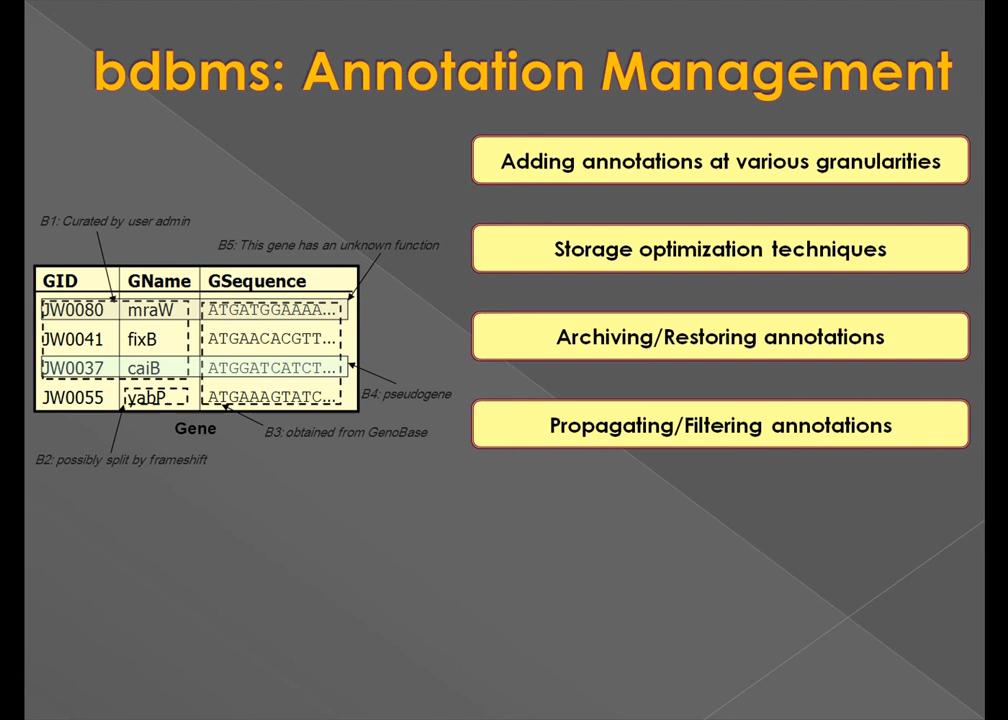 bdbms: Annotation Management
Adding annotations at various granularities
Storage optimization techniques
Archiving/Restoring annotations
Propagating/Filtering annotations
B1: Curated by user admin
B5: This gene has an unknown function
GID GName GSequence
JW0080 mraW ATGATGGAAAA...
JW0041 fixB ATGAACACGTT...
JW0037 caiB ATGGATCATCT...
JW0055 yabP ATGAAAGTATC...
B4: pseudogene
Gene
B3: obtained from GenoBase
B2: possibly split by frameshift